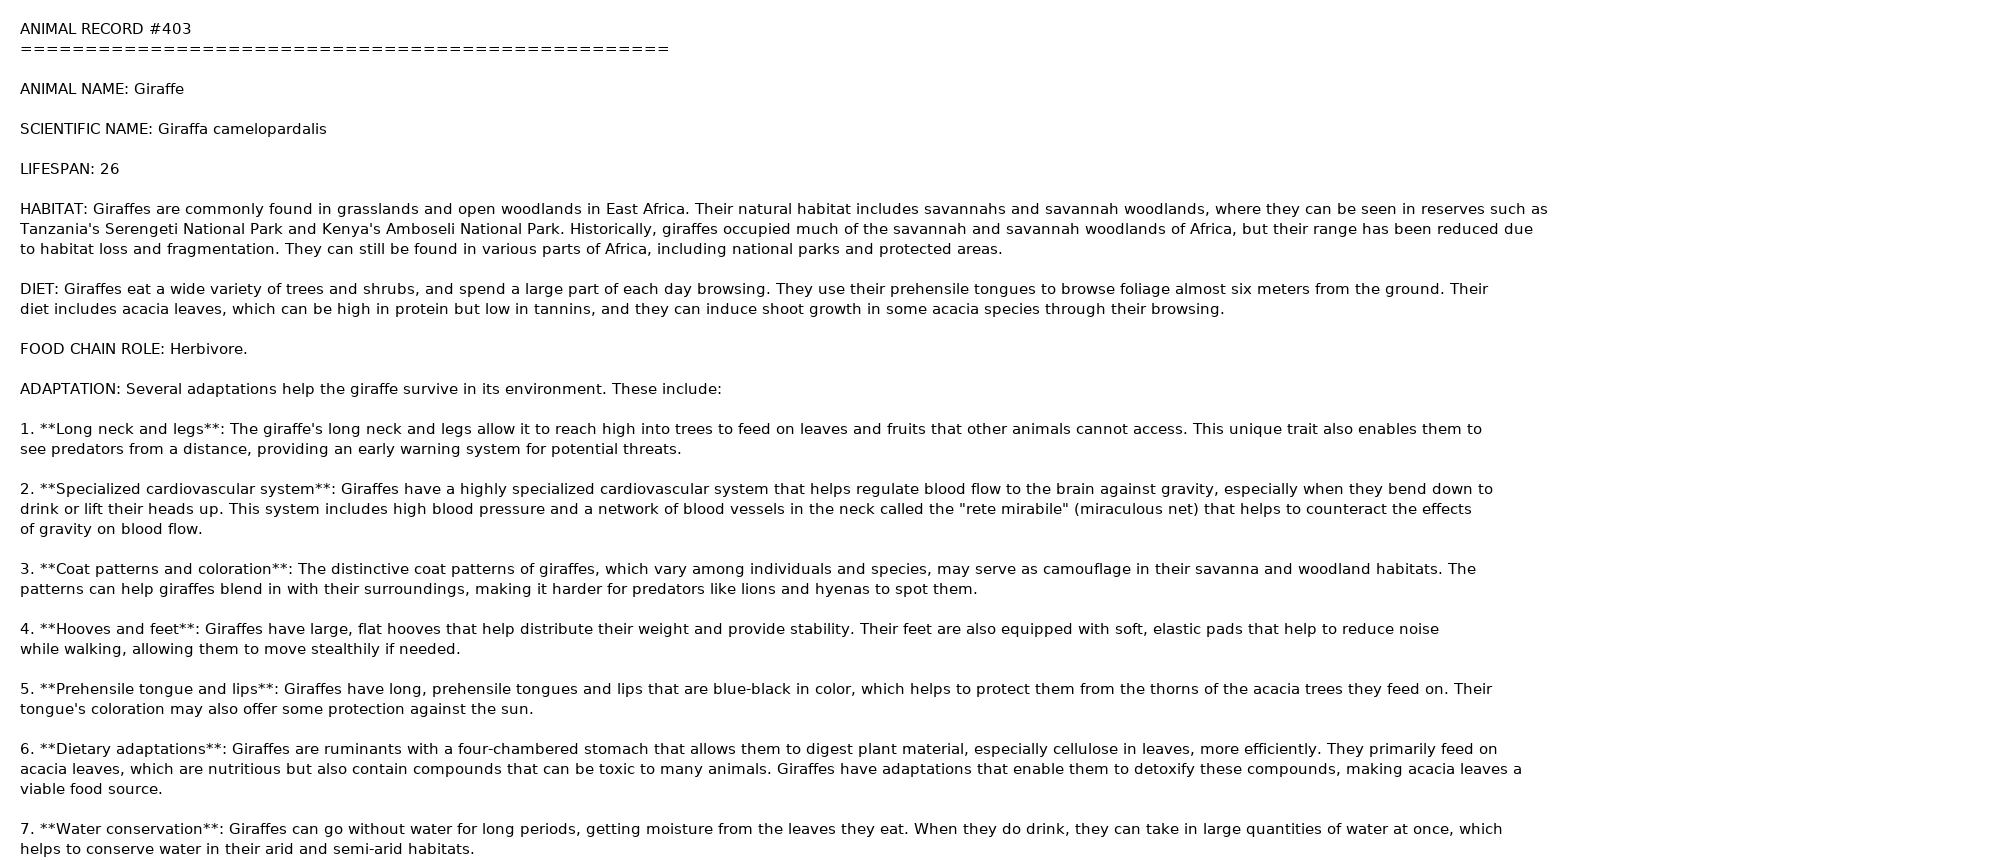 ANIMAL RECORD #403
==================================================
ANIMAL NAME: Giraffe
SCIENTIFIC NAME: Giraffa camelopardalis
LIFESPAN: 26
HABITAT: Giraffes are commonly found in grasslands and open woodlands in East Africa. Their natural habitat includes savannahs and savannah woodlands, where they can be seen in reserves such as
Tanzania's Serengeti National Park and Kenya's Amboseli National Park. Historically, giraffes occupied much of the savannah and savannah woodlands of Africa, but their range has been reduced due
to habitat loss and fragmentation. They can still be found in various parts of Africa, including national parks and protected areas.
DIET: Giraffes eat a wide variety of trees and shrubs, and spend a large part of each day browsing. They use their prehensile tongues to browse foliage almost six meters from the ground. Their
diet includes acacia leaves, which can be high in protein but low in tannins, and they can induce shoot growth in some acacia species through their browsing.
FOOD CHAIN ROLE: Herbivore.
ADAPTATION: Several adaptations help the giraffe survive in its environment. These include:
1. **Long neck and legs**: The giraffe's long neck and legs allow it to reach high into trees to feed on leaves and fruits that other animals cannot access. This unique trait also enables them to
see predators from a distance, providing an early warning system for potential threats.
2. **Specialized cardiovascular system**: Giraffes have a highly specialized cardiovascular system that helps regulate blood flow to the brain against gravity, especially when they bend down to
drink or lift their heads up. This system includes high blood pressure and a network of blood vessels in the neck called the "rete mirabile" (miraculous net) that helps to counteract the effects
of gravity on blood flow.
3. **Coat patterns and coloration**: The distinctive coat patterns of giraffes, which vary among individuals and species, may serve as camouflage in their savanna and woodland habitats. The
patterns can help giraffes blend in with their surroundings, making it harder for predators like lions and hyenas to spot them.
4. **Hooves and feet**: Giraffes have large, flat hooves that help distribute their weight and provide stability. Their feet are also equipped with soft, elastic pads that help to reduce noise
while walking, allowing them to move stealthily if needed.
5. **Prehensile tongue and lips**: Giraffes have long, prehensile tongues and lips that are blue-black in color, which helps to protect them from the thorns of the acacia trees they feed on. Their
tongue's coloration may also offer some protection against the sun.
6. **Dietary adaptations**: Giraffes are ruminants with a four-chambered stomach that allows them to digest plant material, especially cellulose in leaves, more efficiently. They primarily feed on
acacia leaves, which are nutritious but also contain compounds that can be toxic to many animals. Giraffes have adaptations that enable them to detoxify these compounds, making acacia leaves a
viable food source.
7. **Water conservation**: Giraffes can go without water for long periods, getting moisture from the leaves they eat. When they do drink, they can take in large quantities of water at once, which
helps to conserve water in their arid and semi-arid habitats.